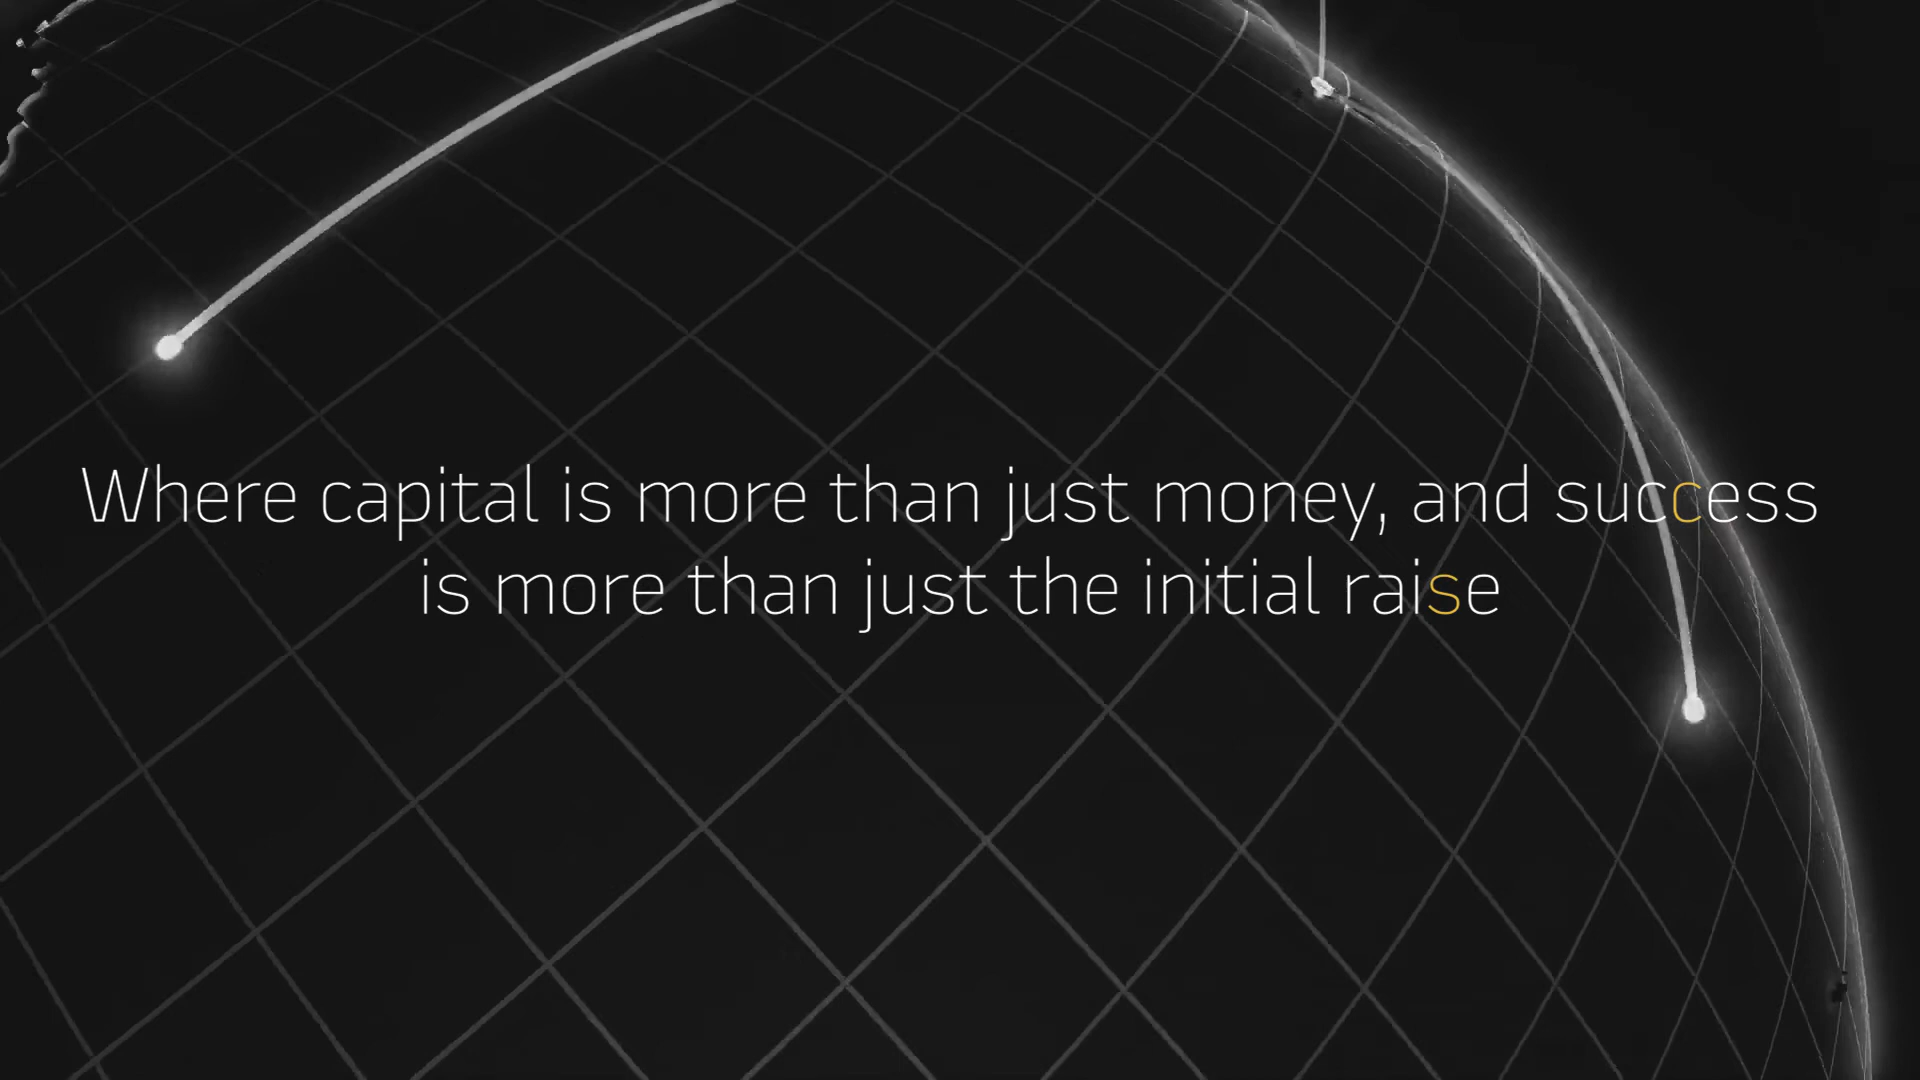 Where capital is more than just money, and success
is more than just the initial raise